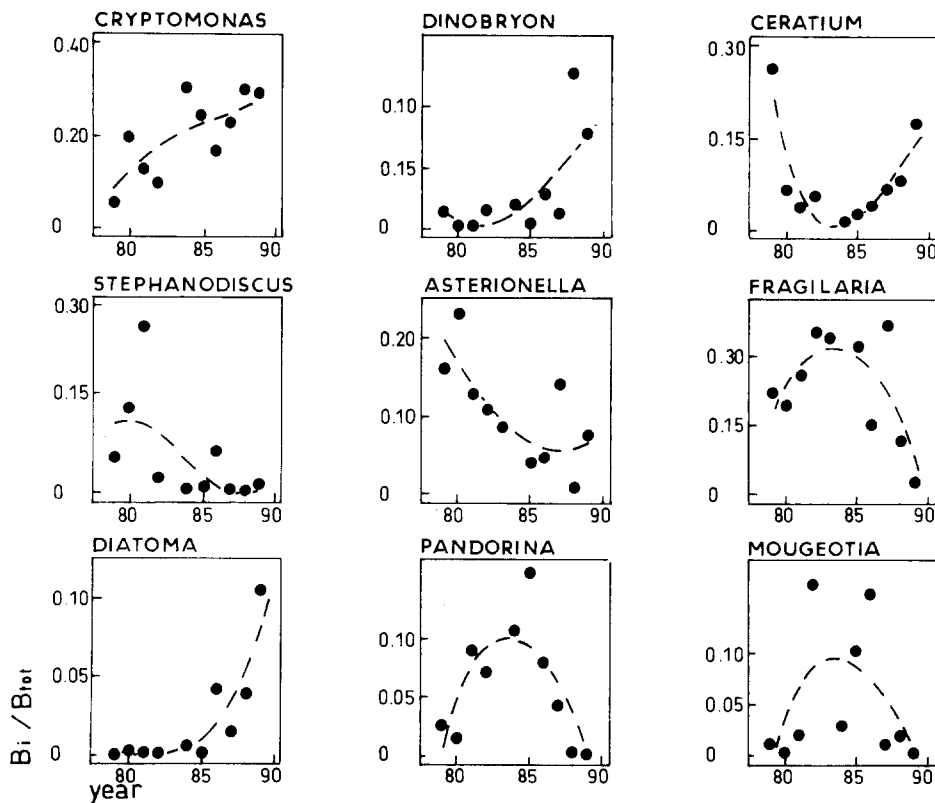 CRYPTOMONAS DINOBRYON CERATIUM
0.40 0.20 0
0.10 0.15 0
0.30 0.15 0
80 85 90 80 85 90 80 85 90
STEPHANODISCUS ASTERIONELLA FRAGILARIA
0.30 0.15 0
0.20 0.10 0
0.30 0.15 0
80 85 90 80 85 90 80 85 90
DIATOMA PANDORINA MOUGEOTIA
0.10 0.05 0
0.10 0.05 0
0.10 0.05 0
80 85 90 80 85 90 80 85 90
Bi / Btot
year